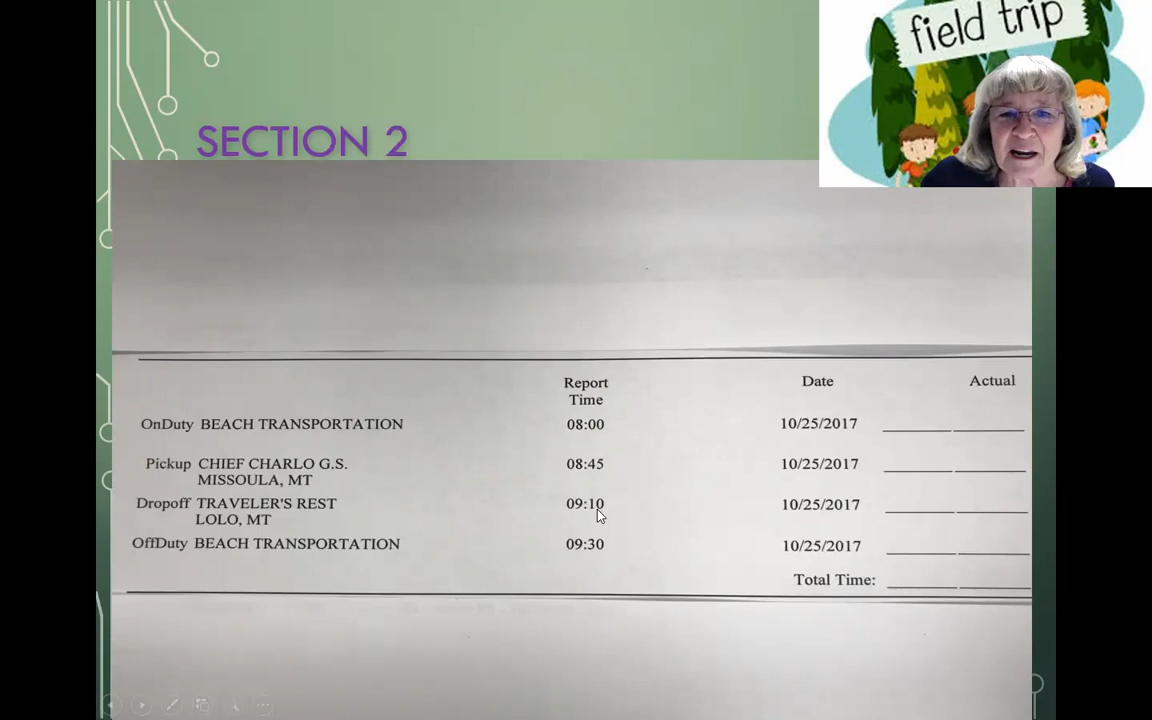 field trip
SECTION 2
Report
Time
Date
Actual
OnDuty BEACH TRANSPORTATION 08:00 10/25/2017
Pickup CHIEF CHARLO G.S. 08:45 10/25/2017
MISSOULA, MT
Dropoff TRAVELER'S REST 09:10 10/25/2017
LOLO, MT
OffDuty BEACH TRANSPORTATION 09:30 10/25/2017
Total Time: